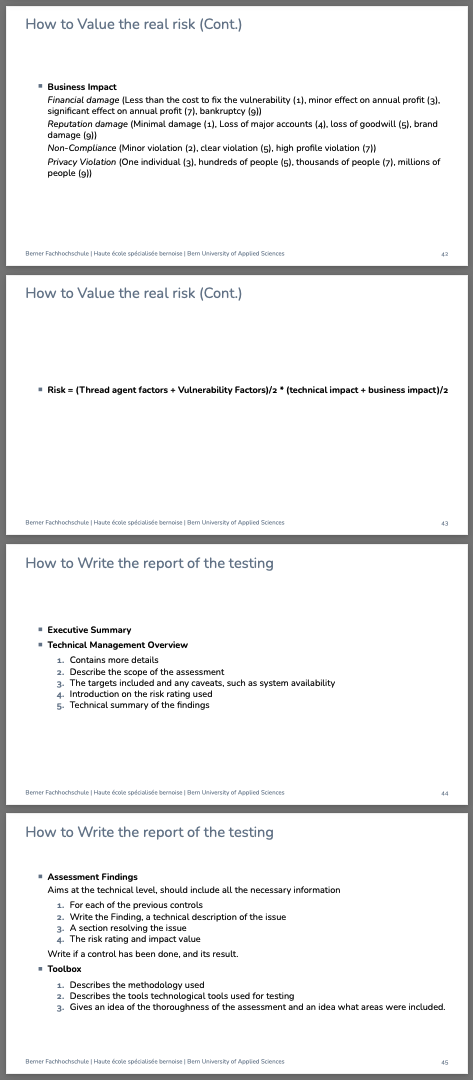 How to Value the real risk (Cont.)
Business Impact
Financial damage (Less than the cost to fix the vulnerability (1), minor effect on annual profit (3),
significant effect on annual profit (7), bankruptcy (9))
Reputation damage (Minimal damage (1), Loss of major accounts (4), loss of goodwill (5), brand
damage (9))
Non-Compliance (Minor violation (2), clear violation (5), high profile violation (7))
Privacy Violation (One individual (3), hundreds of people (5), thousands of people (7), millions of
people (9))
Berner Fachhochschule | Haute école spécialisée bernoise | Bern University of Applied Sciences 42
How to Value the real risk (Cont.)
Risk = (Thread agent factors + Vulnerability Factors)/2 * (technical impact + business impact)/2
Berner Fachhochschule | Haute école spécialisée bernoise | Bern University of Applied Sciences 43
How to Write the report of the testing
Executive Summary
Technical Management Overview
1. Contains more details
2. Describe the scope of the assessment
3. The targets included and any caveats, such as system availability
4. Introduction on the risk rating used
5. Technical summary of the findings
Berner Fachhochschule | Haute école spécialisée bernoise | Bern University of Applied Sciences 44
How to Write the report of the testing
Assessment Findings
Aims at the technical level, should include all the necessary information
1. For each of the previous controls
2. Write the Finding, a technical description of the issue
3. A section resolving the issue
4. The risk rating and impact value
Write if a control has been done, and its result.
Toolbox
1. Describes the methodology used
2. Describes the tools technological tools used for testing
3. Gives an idea of the thoroughness of the assessment and an idea what areas were included.
Berner Fachhochschule | Haute école spécialisée bernoise | Bern University of Applied Sciences 45